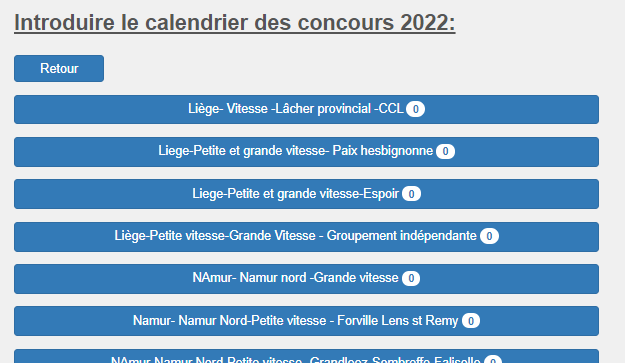 Introduire le calendrier des concours 2022:
Retour
Liège- Vitesse -Lâcher provincial -CCL 0
Liege-Petite et grande vitesse- Paix hesbignonne 0
Liege-Petite et grande vitesse-Espoir 0
Liège-Petite vitesse-Grande Vitesse - Groupement indépendante 0
NAmur- Namur nord -Grande vitesse 0
Namur- Namur Nord-Petite vitesse - Forville Lens st Remy 0
NAmur-Namur Nord-Petite vitesse- Grandleez-Sombreffe-Falisolle 0